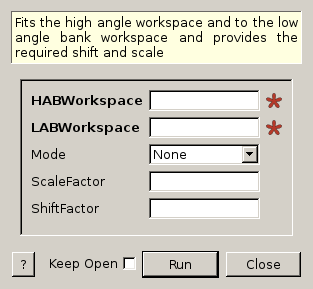 Fits the high angle workspace and to the low
angle bank workspace and provides the
required shift and scale
HABWorkspace
LABWorkspace
Mode None
ScaleFactor
ShiftFactor
? Keep Open Run Close